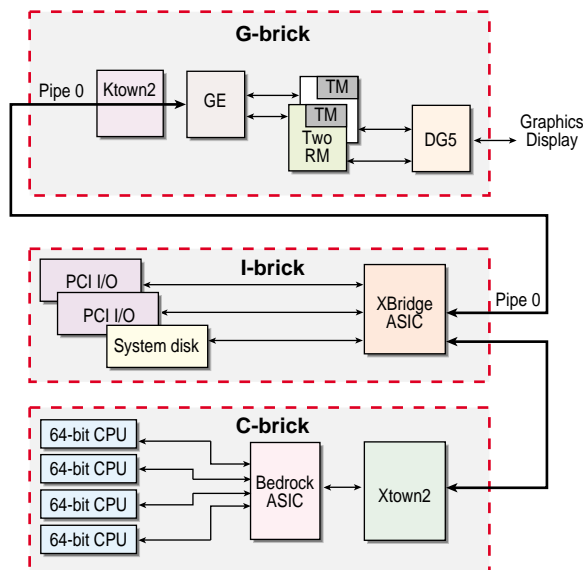 G-brick
Pipe 0
Ktown2
GE
TM
TM
Two
RM
DG5
Graphics
Display
I-brick
PCI I/O
PCI I/O
System disk
XBridge
ASIC
Pipe 0
C-brick
64-bit CPU
64-bit CPU
64-bit CPU
64-bit CPU
Bedrock
ASIC
Xtown2